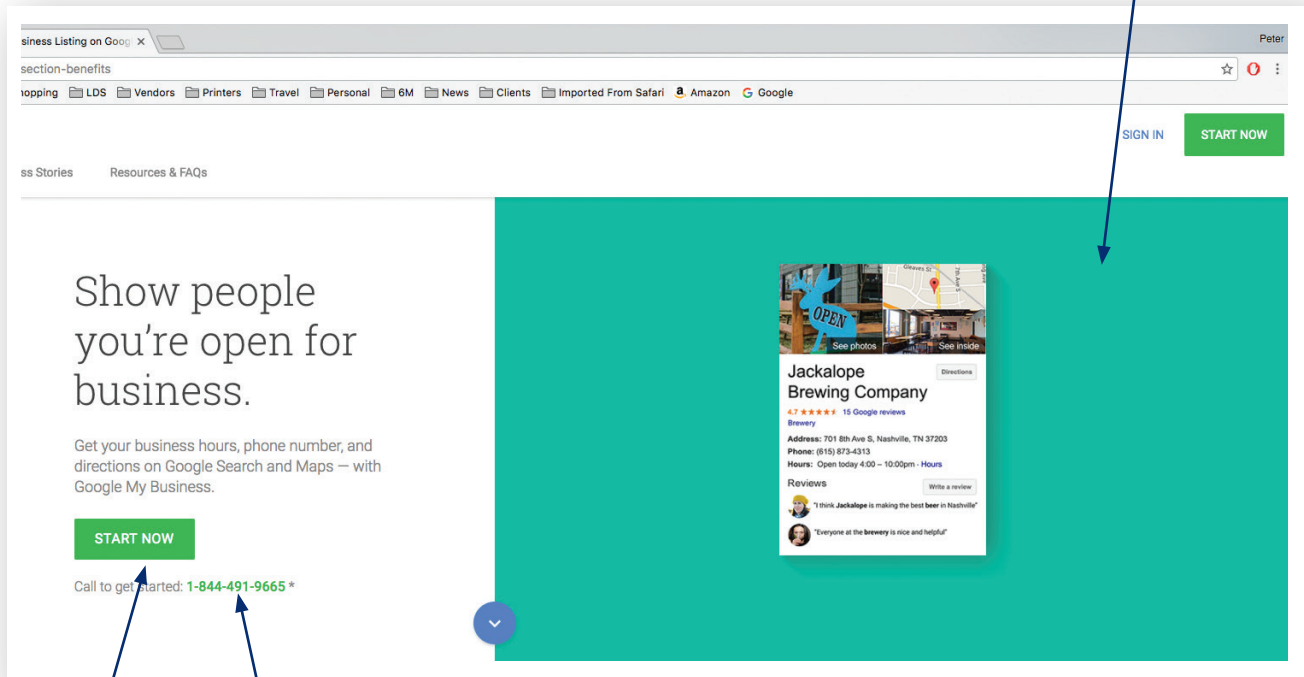 siness Listing on Goog
Peter
section-benefits
hopping LDS Vendors Printers Travel Personal 6M News Clients Imported From Safari Amazon Google
SIGN IN START NOW
ss Stories Resources & FAQs
Show people
you're open for
business.
Get your business hours, phone number, and
directions on Google Search and Maps — with
Google My Business.
START NOW
Call to get started: 1-844-491-9665 *
Gleaves St
7th Ave S
OPEN
See photos See inside
Jackalope
Brewing Company
Directions
4.7 ★★★★★ 15 Google reviews
Brewery
Address: 701 8th Ave S, Nashville, TN 37203
Phone: (615) 873-4313
Hours: Open today 4:00 – 10:00pm - Hours
Reviews
Write a review
"I think Jackalope is making the best beer in Nashville"
"Everyone at the brewery is nice and helpful"